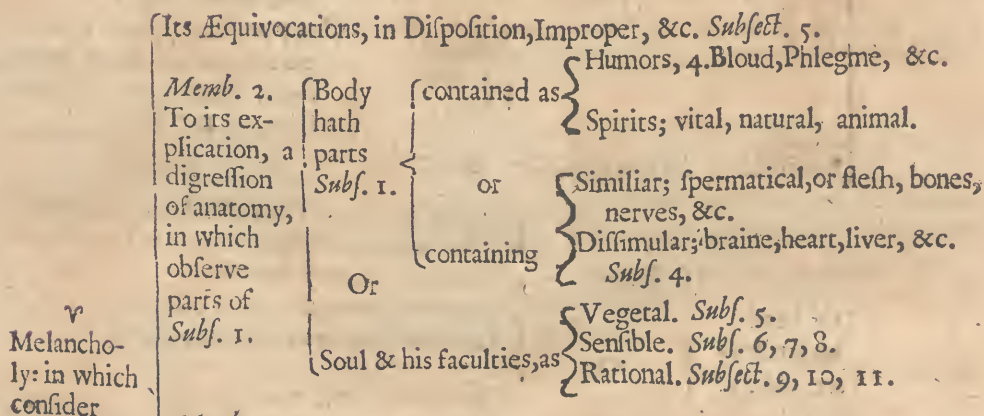 Its Æquivocations, in Diſpoſition, Improper, &c. Subſect. 5.
Memb. 2.
To its ex-
plication, a
digreſſion
of anatomy,
in which
obſerve
parts of
Subſ. 1.
Body
hath
parts
Subſ. 1.
contained as
Humors, 4. Bloud, Phlegme, &c.
Spirits; vital, natural, animal.
or
containing
Similiar; ſpermatical, or fleſh, bones,
nerves, &c.
Diſſimular; braine, heart, liver, &c.
Subſ. 4.
Or
Soul & his faculties, as
Vegetal. Subſ. 5.
Senſible. Subſ. 6, 7, 8.
Rational. Subſect. 9, 10, 11.
♈
Melancho-
ly: in which
conſider